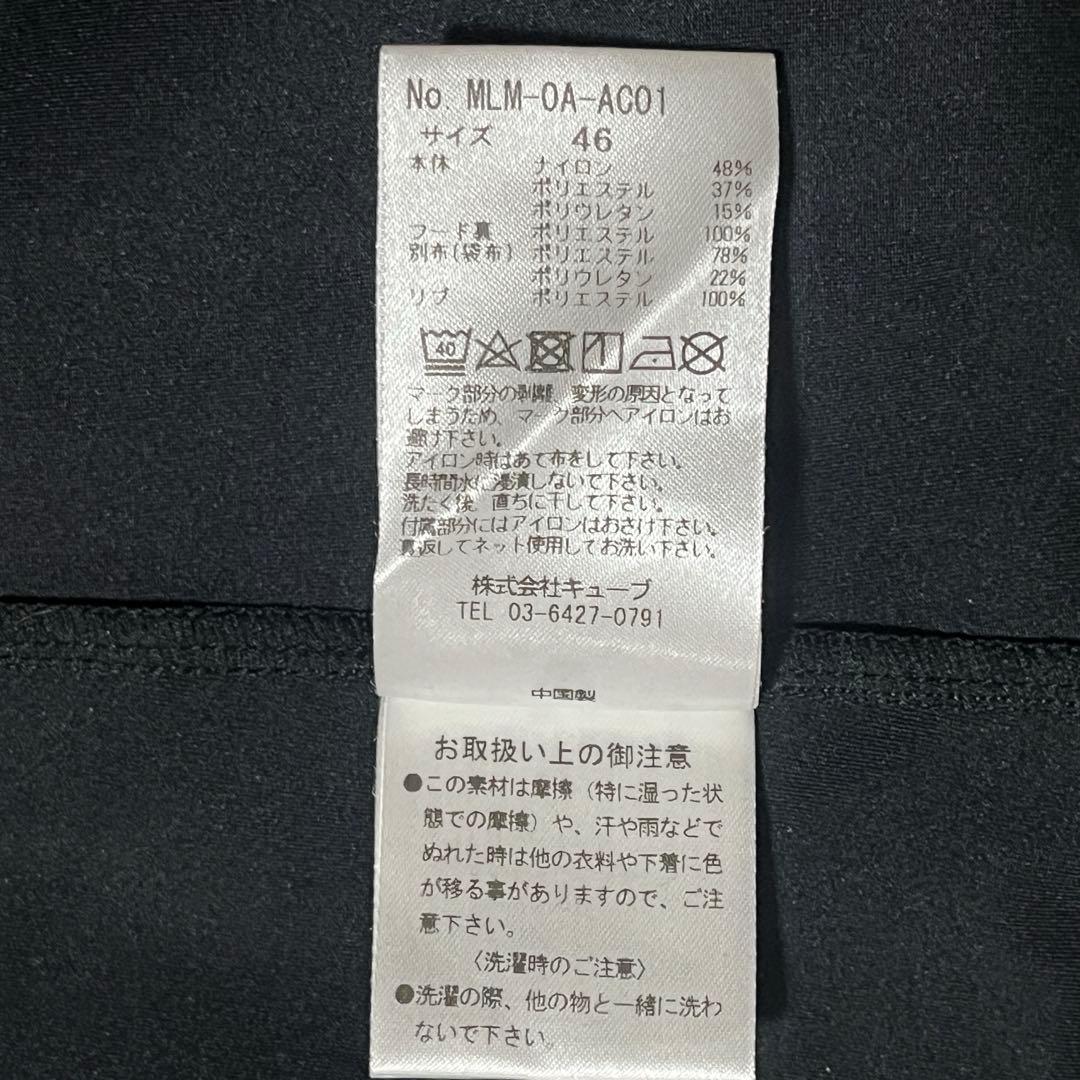 No. MLM-0A-AC01
サイズ 46
本体 ナイロン 48%
ポリエステル 37%
ポリウレタン 15%
フード裏 ポリエステル 100%
別布(袋布) ポリエステル 78%
ポリウレタン 22%
リブ ポリエステル 100%
40
マーク部分の剥離、変形の原因となって
しまうため、マーク部分へアイロンはお
避け下さい。
アイロン時はあて布をして下さい。
長時間水に浸漬しないで下さい。
洗たく後、直ちに干して下さい。
付属部分にはアイロンはおさけ下さい。
裏返してネット使用してお洗い下さい。
株式会社キューブ
TEL 03-6427-0791
中国製
お取扱い上の御注意
●この素材は摩擦(特に湿った状
態での摩擦)や、汗や雨などで
ぬれた時は他の衣料や下着に色
が移る事がありますので、ご注
意下さい。
〈洗濯時のご注意〉
●洗濯の際、他の物と一緒に洗わ
ないで下さい。